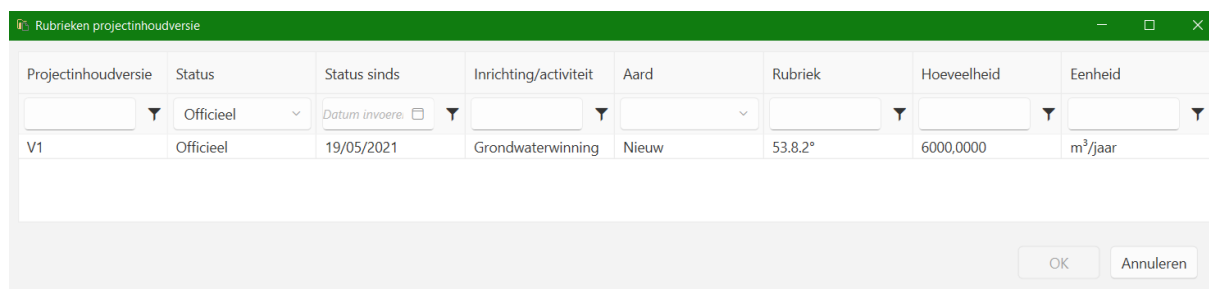 Rubrieken projectinhoudversie
Projectinhoudversie Status Status sinds Inrichting/activiteit Aard Rubriek Hoeveelheid Eenheid
Officieel Datum invoere
V1 Officieel 19/05/2021 Grondwaterwinning Nieuw 53.8.2° 6000,0000 m³/jaar
OK Annuleren